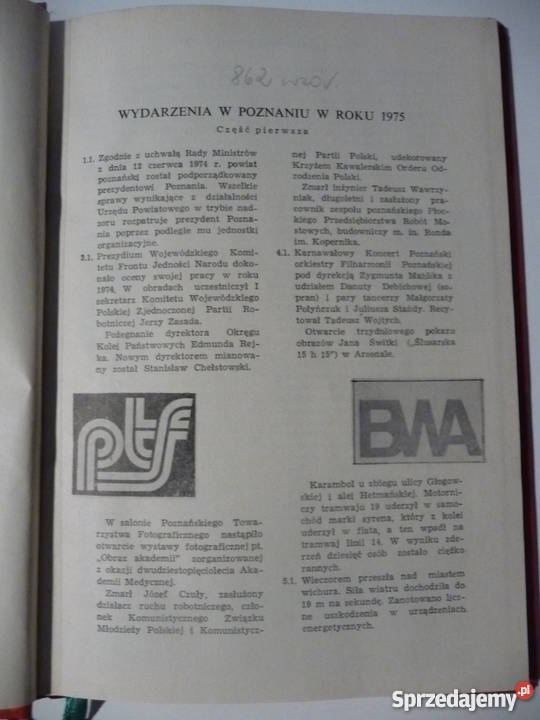 862
WYDARZENIA W POZNANIU W ROKU 1975
Część pierwsza
1.1. Zgodnie z uchwałą Rady Ministrów
z dnia 12 czerwca 1974 r. powiat
poznański został podporządkowany
prezydentowi Poznania. Wszelkie
sprawy wynikające z działalności
Urzędu Powiatowego w trybie nad-
zoru rozpatruje prezydent Pozna-
nia poprzez podległe mu jednostki
organizacyjne.
3.1. Prezydium Wojewódzkiego Komi-
tetu Frontu Jedności Narodu doko-
nało oceny swojej pracy w roku
1974. W obradach uczestniczył I
sekretarz Komitetu Wojewódzkiego
Polskiej Zjednoczonej Partii Ro-
botniczej Jerzy Zasada.
Pożegnanie dyrektora Okręgu
Kolei Państwowych Edmunda Rej-
ka. Nowym dyrektorem mianowa-
ny został Stanisław Chełstowski.
ptf
W salonie Poznańskiego Towa-
rzystwa Fotograficznego nastąpiło
otwarcie wystawy fotograficznej pt.
„Obraz akademii” zorganizowanej
z okazji dwudziestopięciolecia Aka-
demii Medycznej.
Zmarł Józef Czuły, zasłużony
działacz ruchu robotniczego, czło-
nek Komunistycznego Związku
Młodzieży Polskiej i Komunistycz-
nej Partii Polski, udekorowany
Krzyżem Kawalerskim Orderu Od-
rodzenia Polski.
Zmarł inżynier Tadeusz Wawrzy-
niak, długoletni i zasłużony pra-
cownik zespołu poznańskiego Płoc-
kiego Przedsiębiorstwa Robót Mo-
stowych, budowniczy m. in. Ronda
im. Kopernika.
4.1. Karnawałowy Koncert Poznański
orkiestry Filharmonii Poznańskiej
pod dyrekcją Zygmunta Mahlika z
udziałem Danuty Debichowej (so-
pran) i pary tancerzy Małgorzaty
Połyńczuk i Juliusza Stańdy. Recy-
tował Tadeusz Wojtych.
Otwarcie trzydniowego pokazu
obrazów Jana Świtki („Ślusarska
15 h 15”) w Arsenale.
BWA
Karambol u zbiegu ulicy Głogow-
skiej i alei Hetmańskiej. Motorni-
czy tramwaju 19 uderzył w samo-
chód marki syrena, który z kolei
uderzył w fiata, a ten wpadł na
tramwaj linii 14. W wyniku zde-
rzeń dziesięć osób zostało ciężko
rannych.
5.1. Wieczorem przeszła nad miastem
wichura. Siła wiatru dochodziła do
19 m na sekundę. Zanotowano licz-
ne uszkodzenia w urządzeniach
energetycznych.
Sprzedajemy.pl